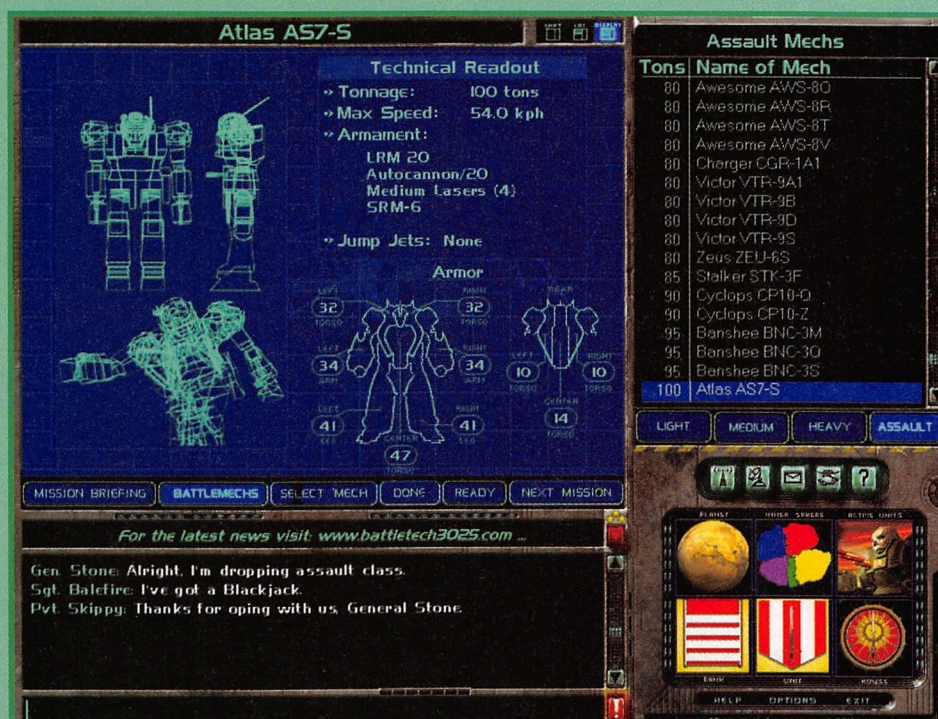 Atlas AS7-S
Technical Readout
Tonnage: 100 tons
Max Speed: 54.0 kph
Armament:
LRM 20
Autocannon/20
Medium Lasers (4)
SRM-6
Jump Jets: None
Armor
LEFT
32
TORSO
RIGHT
32
TORSO
REAR
LEFT
34
ARM
RIGHT
34
ARM
LEFT
10
TORSO
RIGHT
10
TORSO
LEFT
41
LEG
RIGHT
41
LEG
CENTER
14
TORSO
CENTER
47
TORSO
MISSION BRIEFING
BATTLEMECHS
SELECT 'MECH
DONE
READY
NEXT MISSION
For the latest news visit: www.battletech3025.com ...
Gen. Stone: Alright, I'm dropping assault class.
Sgt. Balefire: I've got a Blackjack.
Pvt. Skippy: Thanks for oping with us, General Stone.
Assault Mechs
Tons Name of Mech
80 Awesome AWS-8Q
80 Awesome AWS-8R
80 Awesome AWS-8T
80 Awesome AWS-8V
80 Charger CGR-1A1
80 Victor VTR-9A1
80 Victor VTR-9B
80 Victor VTR-9D
80 Victor VTR-9S
80 Zeus ZEU-6S
85 Stalker STK-3F
90 Cyclops CP10-Q
90 Cyclops CP10-Z
95 Banshee BNC-3M
95 Banshee BNC-3Q
95 Banshee BNC-3S
100 Atlas AS7-S
LIGHT
MEDIUM
HEAVY
ASSAULT
?
PLANET
INNER SPHERE
ACTIVE UNITS
RANK
UNIT
HOUSE
HELP
OPTIONS
EXIT